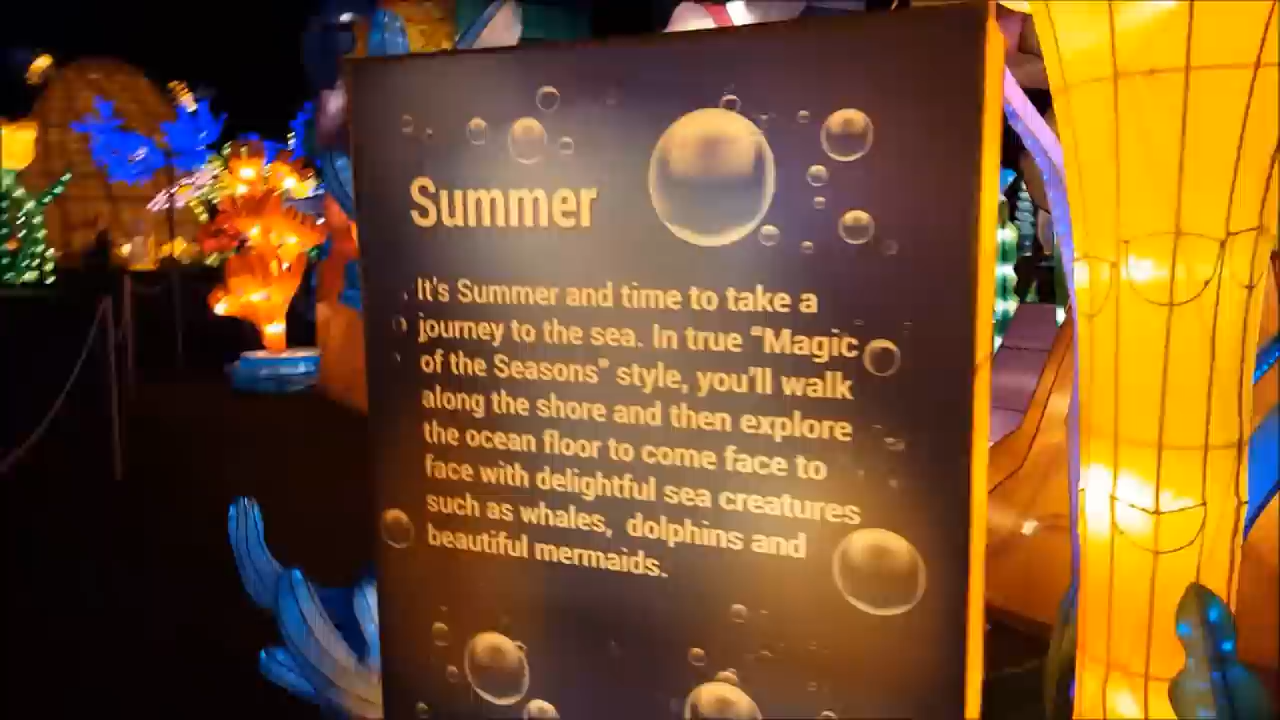 Summer
It's Summer and time to take a
journey to the sea. In true "Magic
of the Seasons" style, you'll walk
along the shore and then explore
the ocean floor to come face to
face with delightful sea creatures
such as whales, dolphins and
beautiful mermaids.